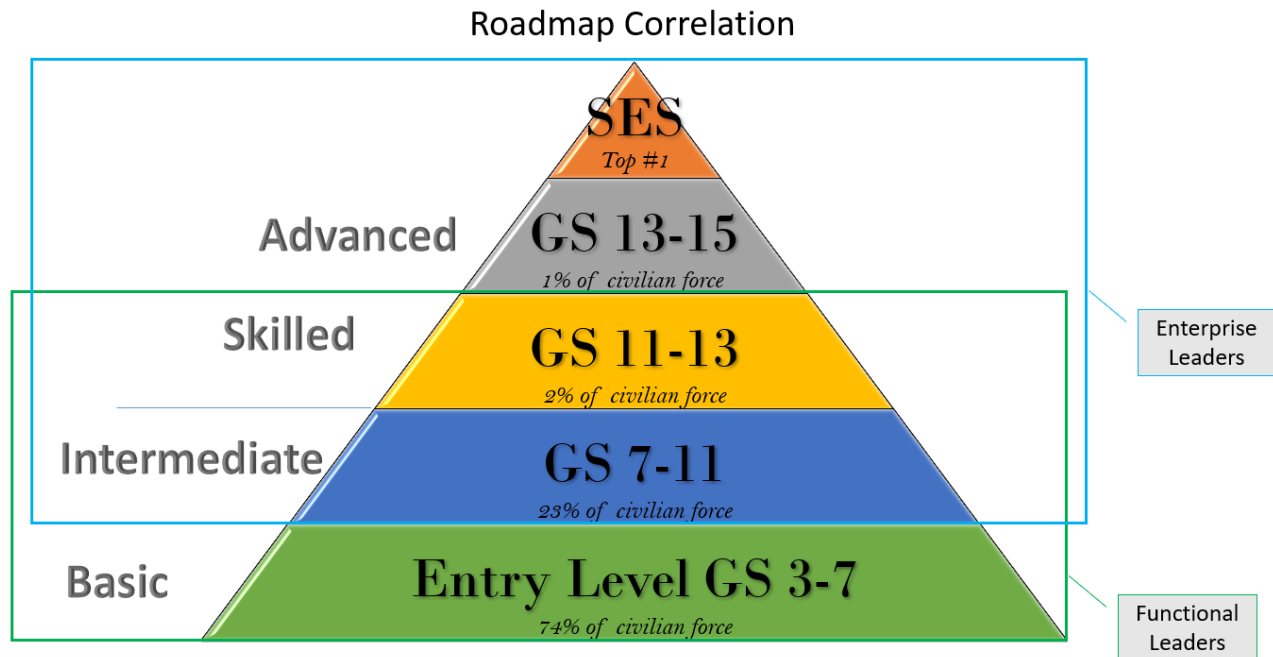 Roadmap Correlation
SES
Top #1
Advanced
GS 13-15
1% of civilian force
Skilled
GS 11-13
2% of civilian force
Enterprise
Leaders
Intermediate
GS 7-11
23% of civilian force
Basic
Entry Level GS 3-7
74% of civilian force
Functional
Leaders